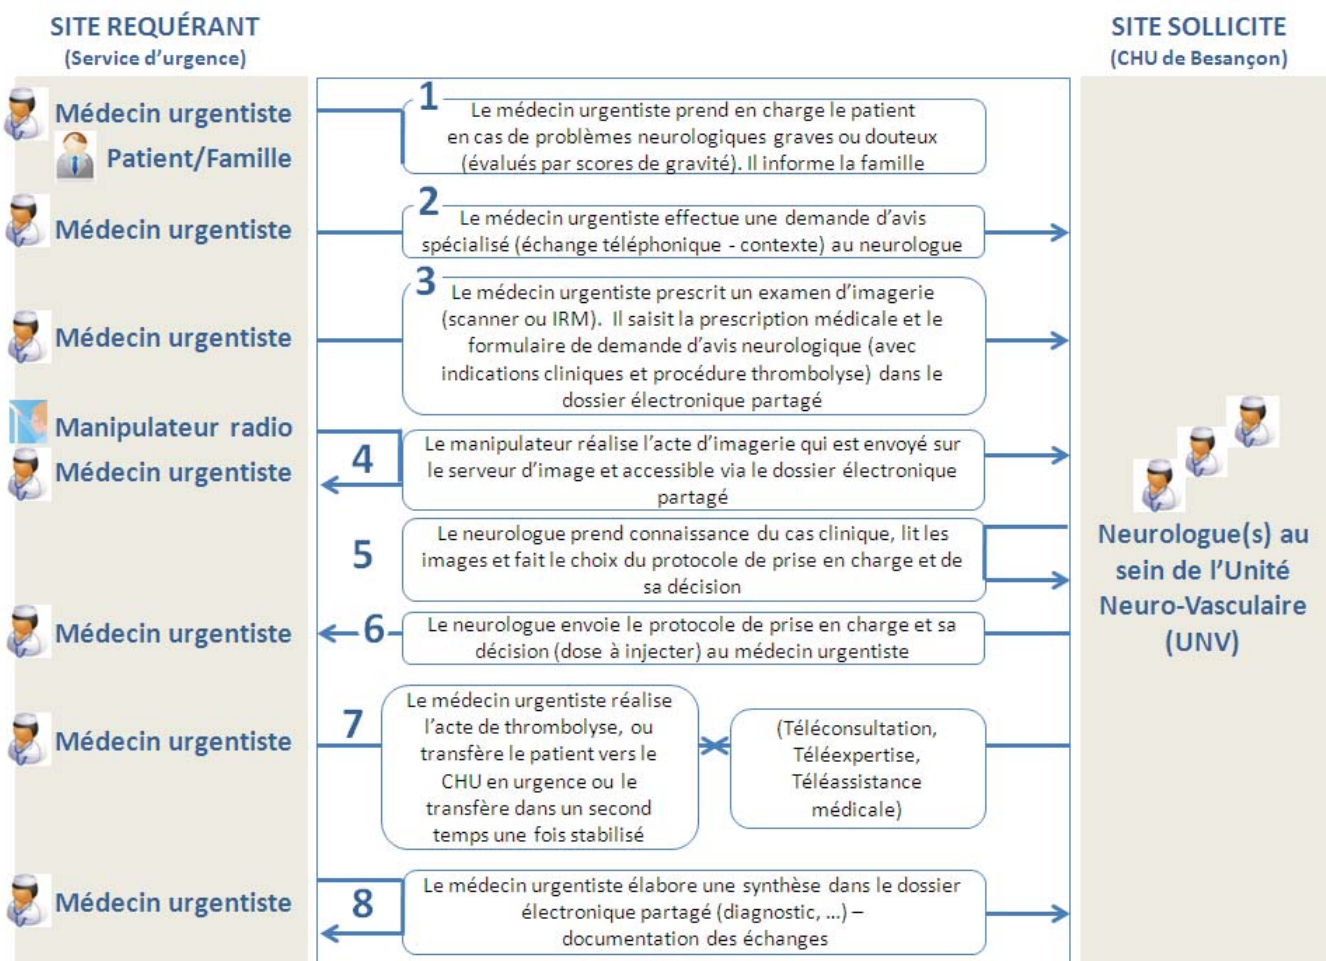 SITE REQUÉRANT
(Service d'urgence)
SITE SOLLICITE
(CHU de Besançon)
Médecin urgentiste
Patient/Famille
1
Le médecin urgentiste prend en charge le patient
en cas de problèmes neurologiques graves ou douteux
(évalués par scores de gravité). Il informe la famille
Médecin urgentiste
2
Le médecin urgentiste effectue une demande d'avis
spécialisé (échange téléphonique - contexte) au neurologue
Médecin urgentiste
3
Le médecin urgentiste prescrit un examen d'imagerie
(scanner ou IRM). Il saisit la prescription médicale et le
formulaire de demande d'avis neurologique (avec
indications cliniques et procédure thrombolyse) dans le
dossier électronique partagé
Manipulateur radio
Médecin urgentiste
4
Le manipulateur réalise l'acte d'imagerie qui est envoyé sur
le serveur d'image et accessible via le dossier électronique
partagé
5
Le neurologue prend connaissance du cas clinique, lit les
images et fait le choix du protocole de prise en charge et de
sa décision
Neurologue(s) au
sein de l'Unité
Neuro-Vasculaire
(UNV)
Médecin urgentiste
6
Le neurologue envoie le protocole de prise en charge et sa
décision (dose à injecter) au médecin urgentiste
Médecin urgentiste
7
Le médecin urgentiste réalise
l'acte de thrombolyse, ou
transfère le patient vers le
CHU en urgence ou le
transfère dans un second
temps une fois stabilisé
(Téléconsultation,
Téléexpertise,
Téléassistance
médicale)
Médecin urgentiste
8
Le médecin urgentiste élabore une synthèse dans le dossier
électronique partagé (diagnostic, ...) –
documentation des échanges